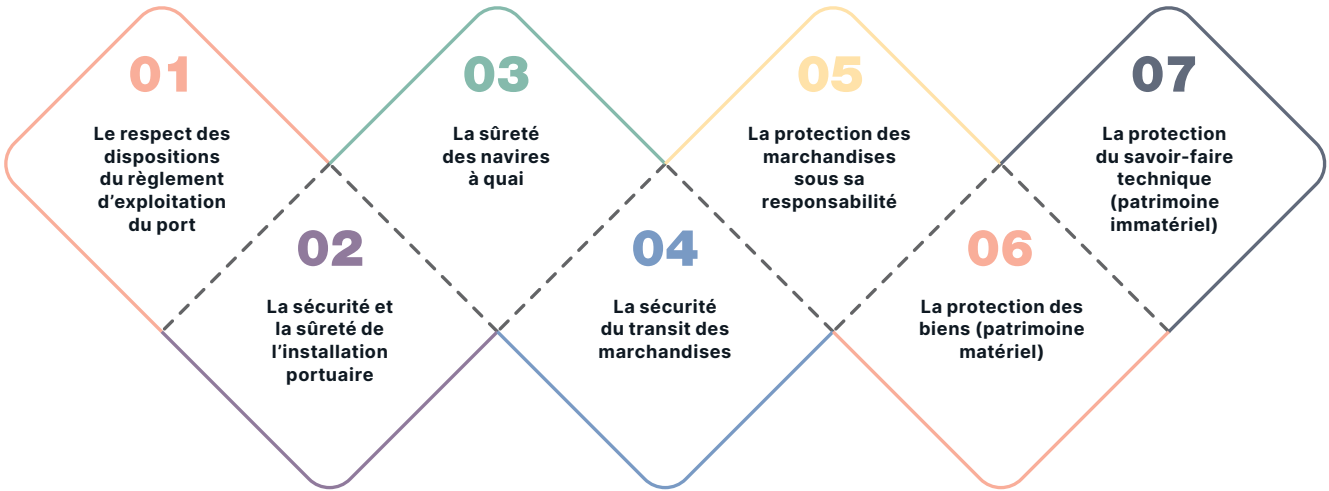 01
Le respect des
dispositions
du règlement
d’exploitation
du port
02
La sécurité et
la sûreté de
l’installation
portuaire
03
La sûreté
des navires
à quai
04
La sécurité
du transit des
marchandises
05
La protection des
marchandises
sous sa
responsabilité
06
La protection des
biens (patrimoine
matériel)
07
La protection
du savoir-faire
technique
(patrimoine
immatériel)